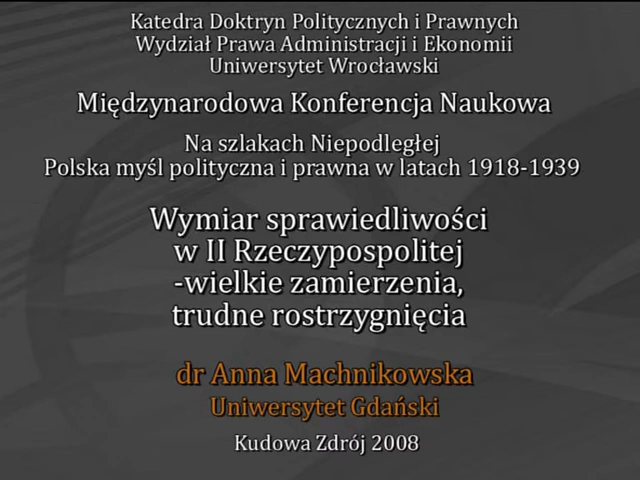 Katedra Doktryn Politycznych i Prawnych
Wydział Prawa Administracji i Ekonomii
Uniwersytet Wrocławski
Międzynarodowa Konferencja Naukowa
Na szlakach Niepodległej
Polska myśl polityczna i prawna w latach 1918-1939
Wymiar sprawiedliwości
w II Rzeczypospolitej
-wielkie zamierzenia,
trudne rostrzygnięcia
dr Anna Machnikowska
Uniwersytet Gdański
Kudowa Zdrój 2008